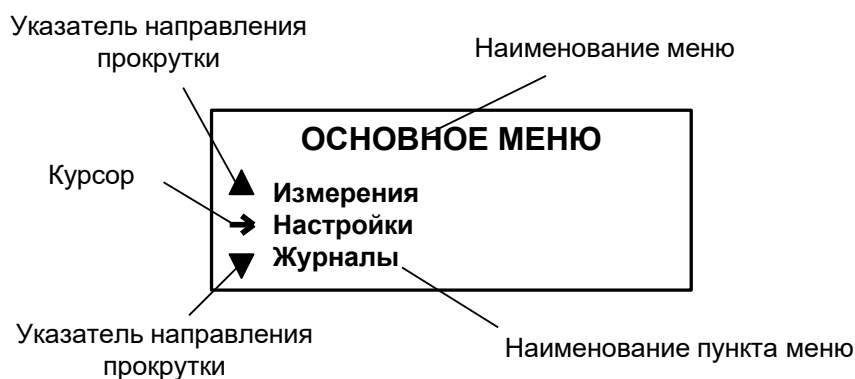 Указатель направления
прокрутки
Наименование меню
ОСНОВНОЕ МЕНЮ
Курсор
Измерения
Настройки
Журналы
Указатель направления
прокрутки
Наименование пункта меню